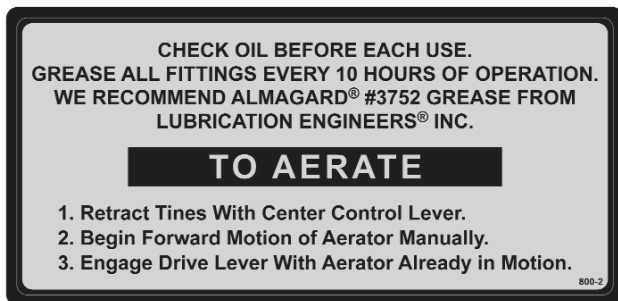 CHECK OIL BEFORE EACH USE.
GREASE ALL FITTINGS EVERY 10 HOURS OF OPERATION.
WE RECOMMEND ALMAGARD® #3752 GREASE FROM
LUBRICATION ENGINEERS® INC.
TO AERATE
1. Retract Tines With Center Control Lever.
2. Begin Forward Motion of Aerator Manually.
3. Engage Drive Lever With Aerator Already in Motion.
800-2